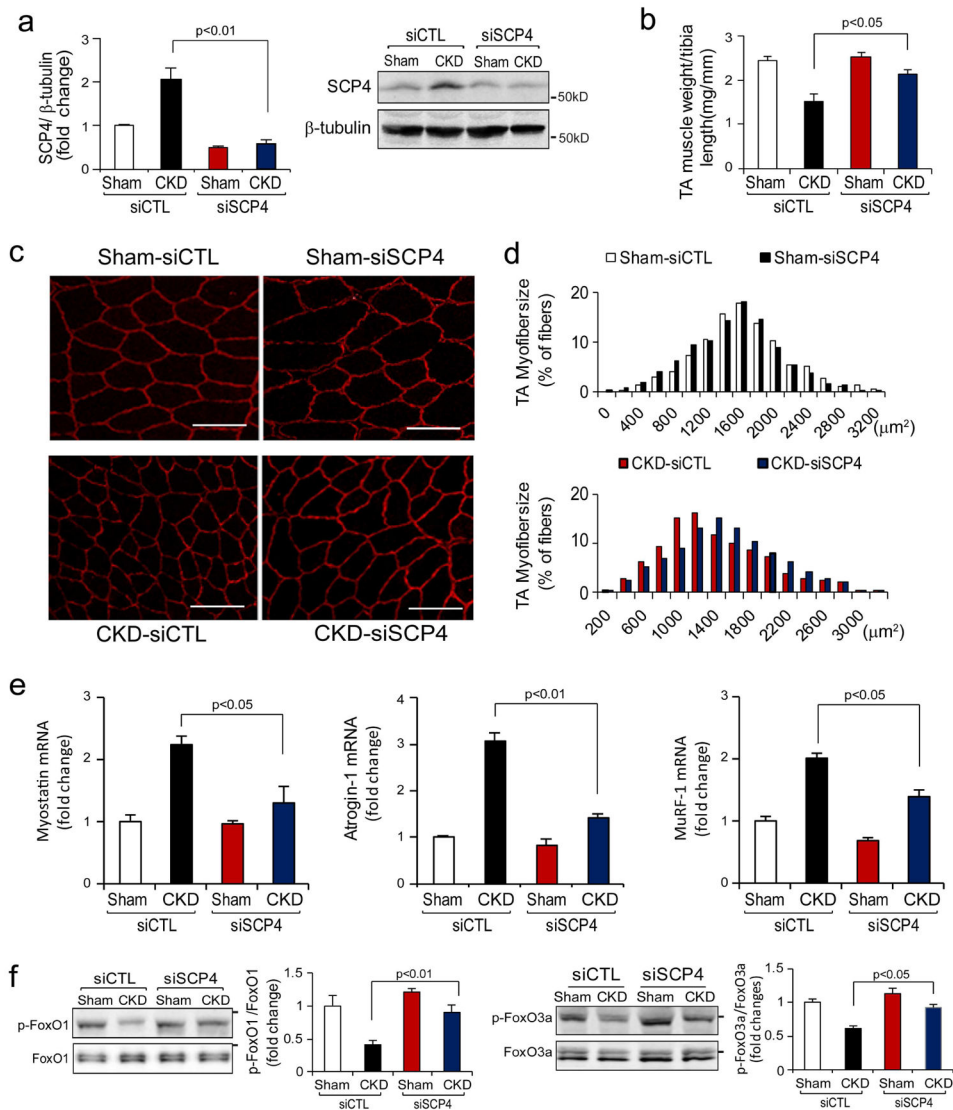 a
SCP4/ β-tubulin
(fold change)
3
2
1
0
p<0.01
Sham CKD Sham CKD
siCTL siSCP4
siCTL siSCP4
Sham CKD Sham CKD
SCP4
50kD
β-tubulin
50kD
b
TA muscle weight/tibia
length(mg/mm)
3
2
1
0
p<0.05
Sham CKD Sham CKD
siCTL siSCP4
c
Sham-siCTL Sham-siSCP4
CKD-siCTL CKD-siSCP4
d
Sham-siCTL Sham-siSCP4
TA Myofiber size
(% of fibers)
20
10
0
0 400 800 1200 1600 2000 2400 2800 3200 (μm²)
CKD-siCTL CKD-siSCP4
TA Myofibersize
(% of fibers)
20
10
0
200 600 1000 1400 1800 2200 2600 3000 (μm²)
e
Myostatin mRNA
(fold change)
3
2
1
0
p<0.05
Sham CKD Sham CKD
siCTL siSCP4
Atrogin-1 mRNA
(fold change)
4
3
2
1
0
p<0.01
Sham CKD Sham CKD
siCTL siSCP4
MuRF-1 mRNA
(fold change)
3
2
1
0
p<0.05
Sham CKD Sham CKD
siCTL siSCP4
f
siCTL siSCP4
Sham CKD Sham CKD
p-FoxO1
FoxO1
p-FoxO1/FoxO1
(fold change)
1.5
1
0.5
0
p<0.01
Sham CKD Sham CKD
siCTL siSCP4
siCTL siSCP4
Sham CKD Sham CKD
p-FoxO3a
FoxO3a
p-FoxO3a/FoxO3a
(fold changes)
1.5
1
0.5
0
p<0.05
Sham CKD Sham CKD
siCTL siSCP4